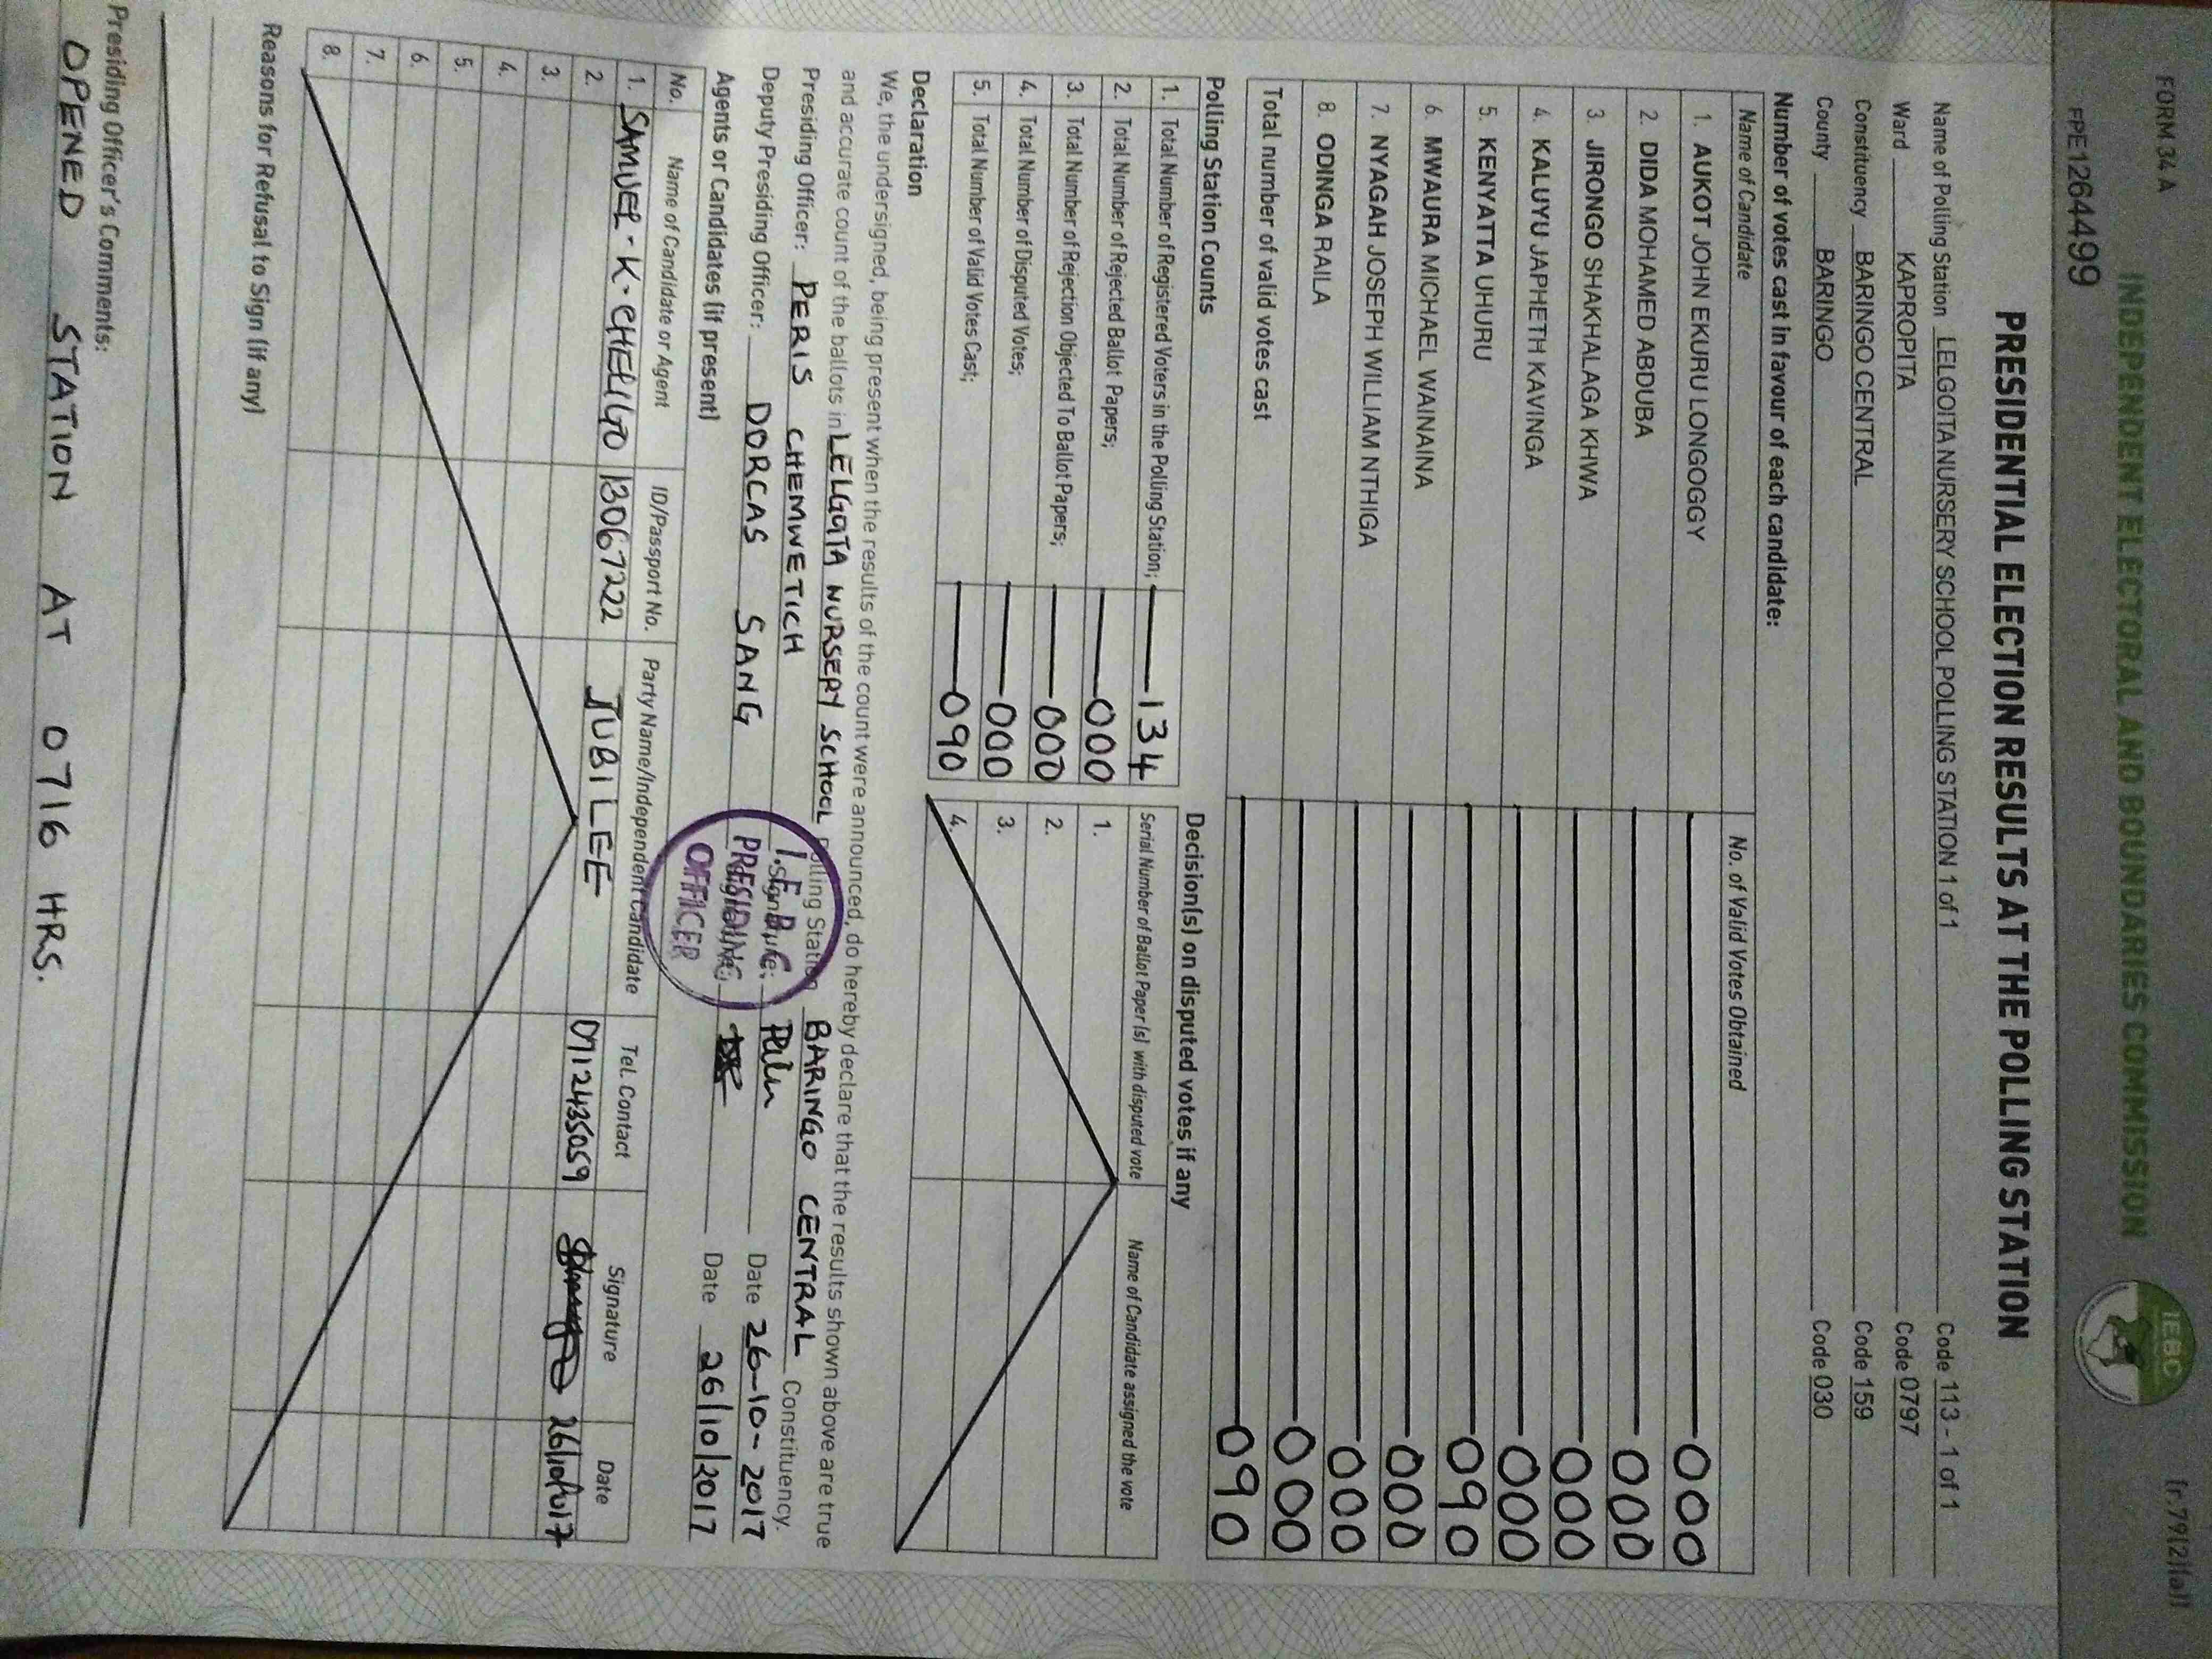 FORM 34 A
[r.79(2)(a)]
INDEPENDENT ELECTORAL AND BOUNDARIES COMMISSION
IEBC
FPE1264499
PRESIDENTIAL ELECTION RESULTS AT THE POLLING STATION
Name of Polling Station LELGOITA NURSERY SCHOOL POLLING STATION 1 of 1 Code 113 - 1 of 1
Ward KAPROPITA Code 0797
Constituency BARINGO CENTRAL Code 159
County BARINGO Code 030
Number of votes cast in favour of each candidate:
Name of Candidate No. of Valid Votes Obtained
1. AUKOT JOHN EKURU LONGOGGY 000
2. DIDA MOHAMED ABDUBA 000
3. JIRONGO SHAKHALAGA KHWA 000
4. KALUYU JAPHETH KAVINGA 000
5. KENYATTA UHURU 090
6. MWAURA MICHAEL WAINAINA 000
7. NYAGAH JOSEPH WILLIAM NTHIGA 000
8. ODINGA RAILA 000
Total number of valid votes cast 090
Polling Station Counts
1. Total Number of Registered Voters in the Polling Station; 134
2. Total Number of Rejected Ballot Papers; 000
3. Total Number of Rejection Objected To Ballot Papers; 000
4. Total Number of Disputed Votes; 000
5. Total Number of Valid Votes Cast; 090
Decision(s) on disputed votes if any
Serial Number of Ballot Paper (s) with disputed vote Name of Candidate assigned the vote
1.
2.
3.
4.
Declaration
We, the undersigned, being present when the results of the count were announced, do hereby declare that the results shown above are true
and accurate count of the ballots in LELGOITA NURSERY SCHOOL Polling Station BARINGO CENTRAL Constituency.
Presiding Officer: PERIS CHEMWETICH Signature: Date 26-10-2017
Deputy Presiding Officer: DORCAS SANG Signature: Date 26/10/2017
I.E.B.C
PRESIDING
OFFICER
Agents or Candidates (if present)
No. Name of Candidate or Agent ID/Passport No. Party Name/Independent Candidate Tel. Contact Signature Date
1. SAMUEL. K. CHELIGO 13067222 JUBILEE 0712435059 26/10/2017
2.
3.
4.
5.
6.
7.
8.
Reasons for Refusal to Sign (if any)
Presiding Officer's Comments:
OPENED STATION AT 0716 HRS.